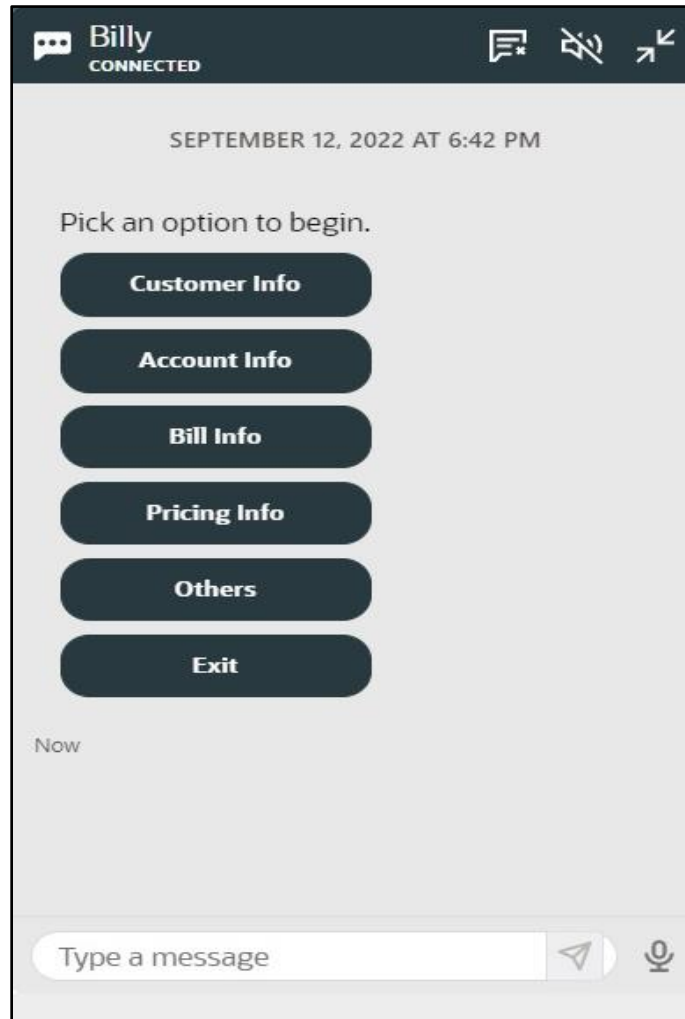 Billy
CONNECTED
SEPTEMBER 12, 2022 AT 6:42 PM
Pick an option to begin.
Customer Info
Account Info
Bill Info
Pricing Info
Others
Exit
Now
Type a message